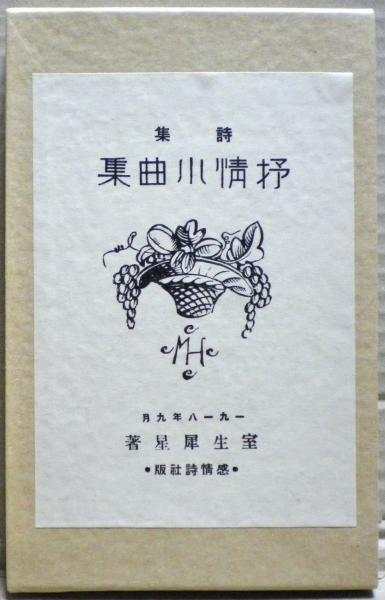 詩集
抒情小曲集
MH
一九一八年九月
室生犀星著
•感情詩社版•